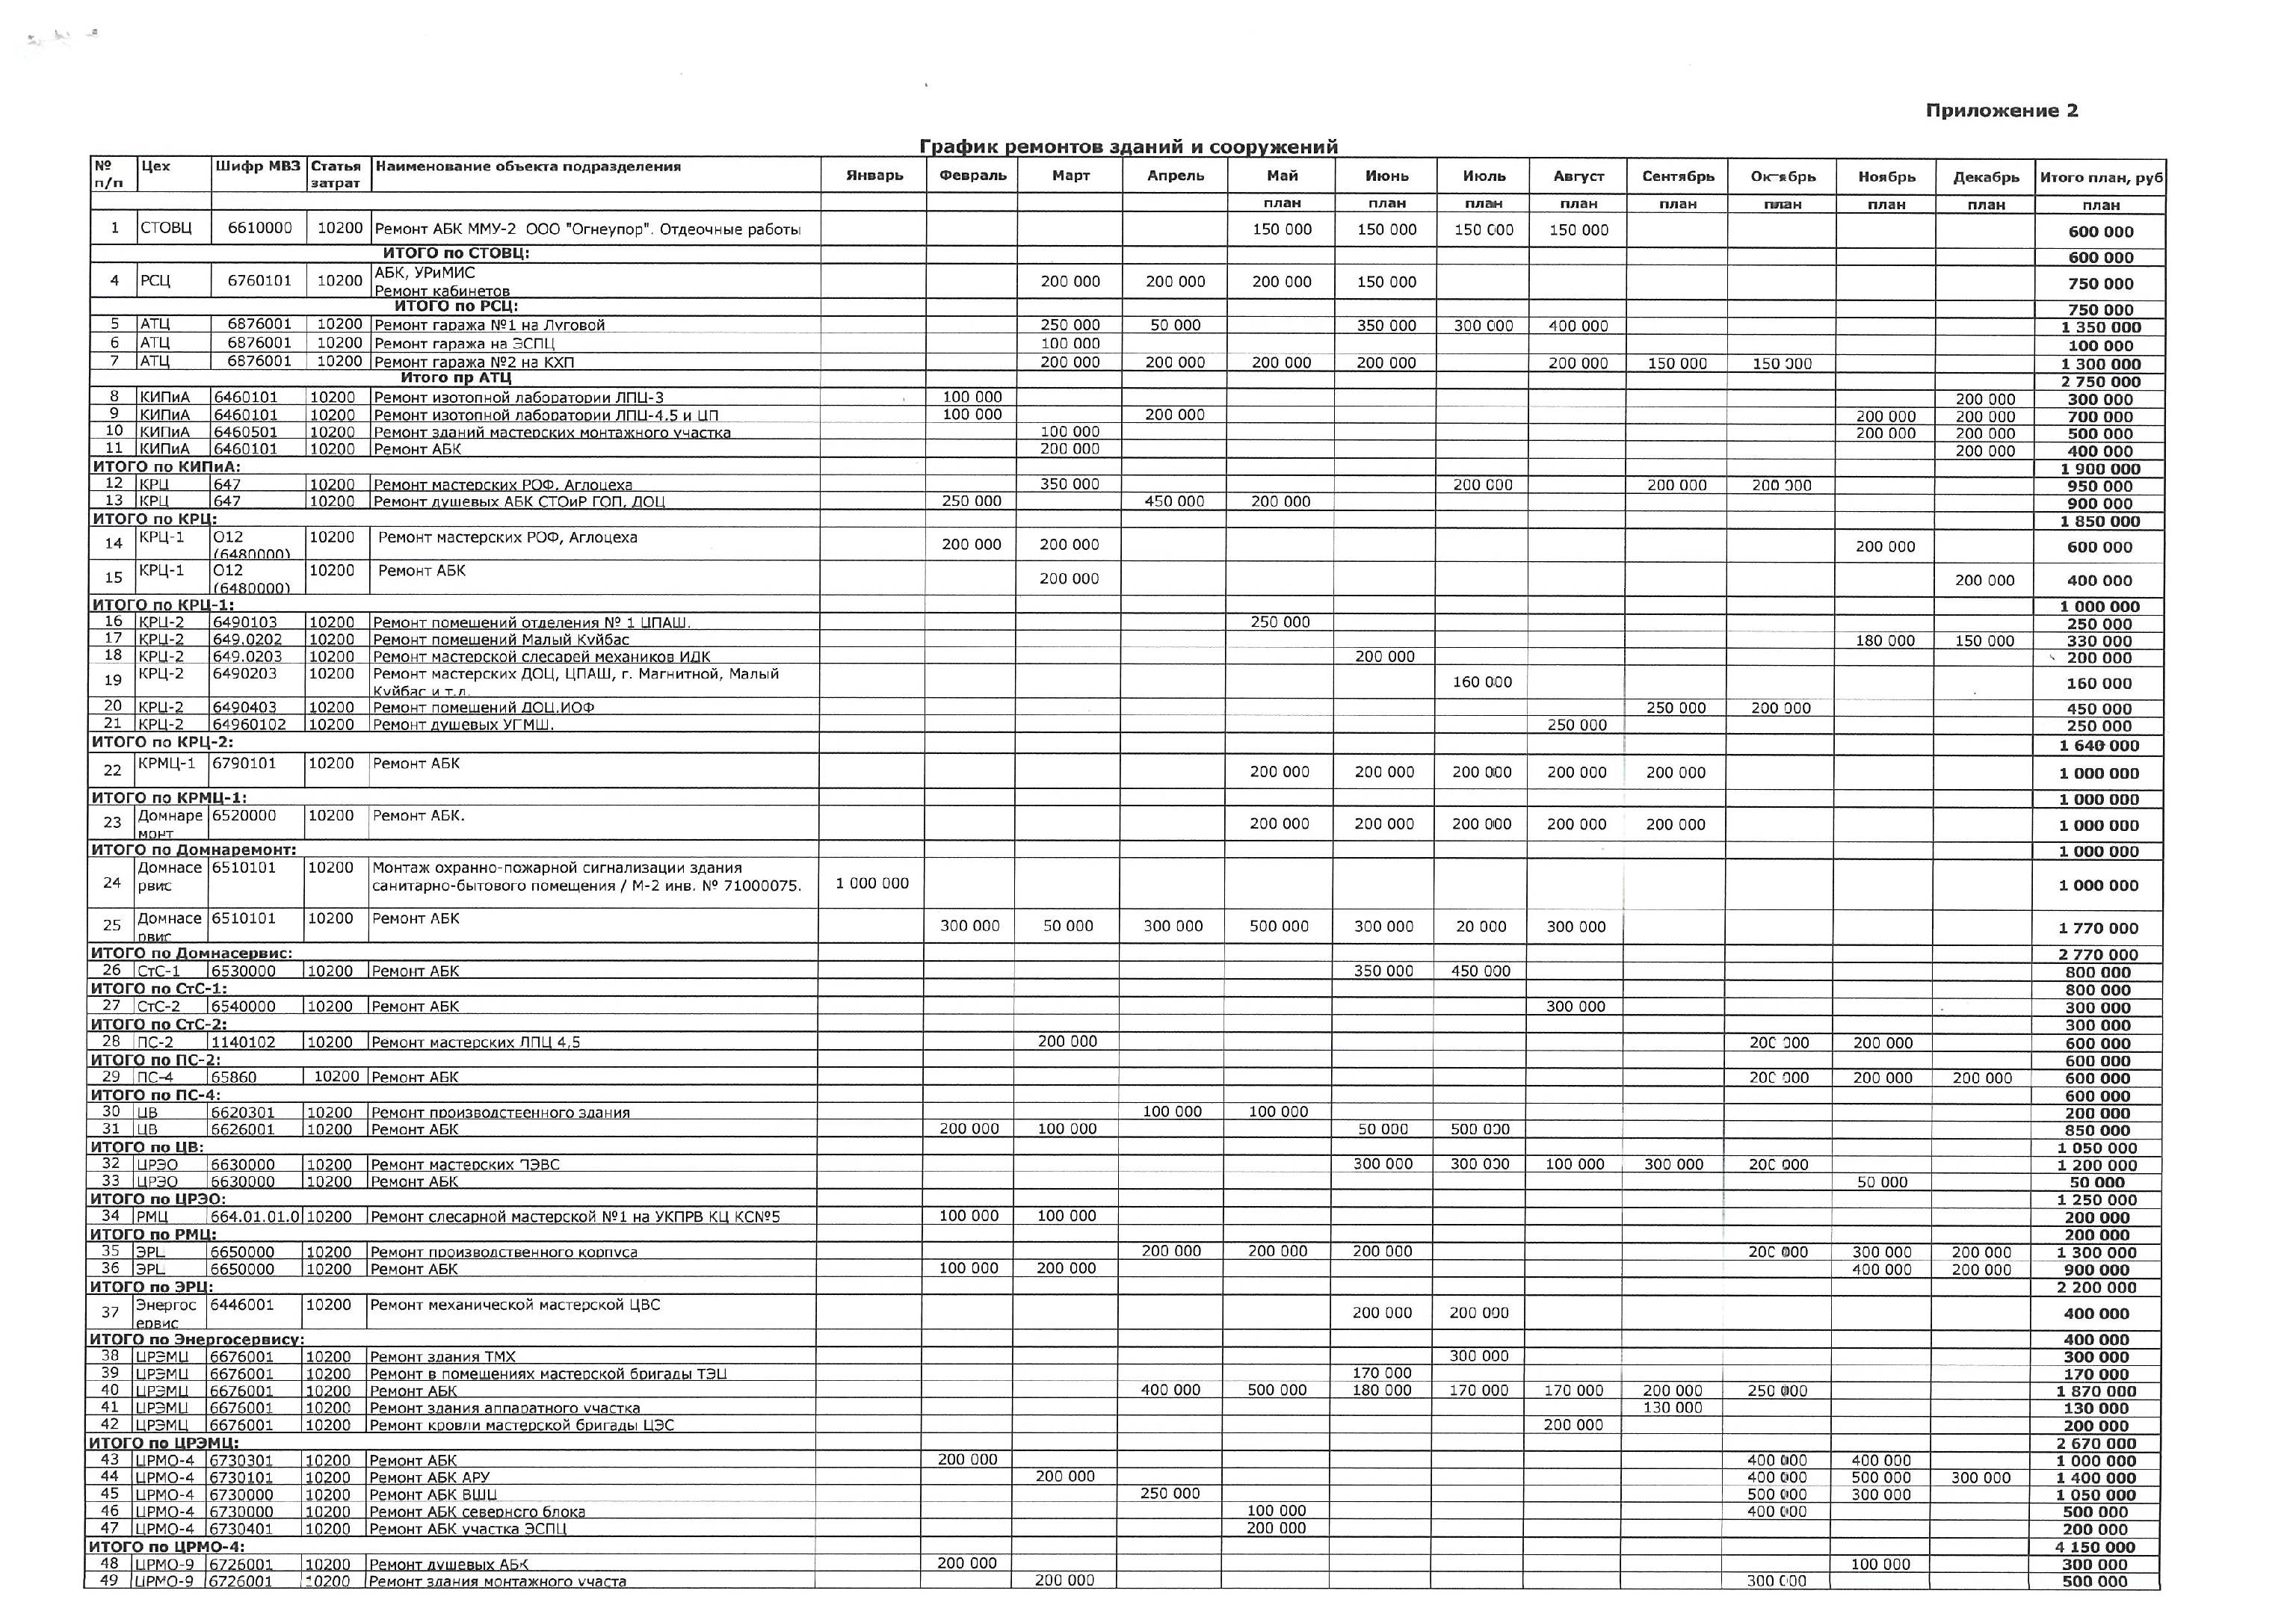 Приложение 2
График ремонтов зданий и сооружений
№ п/п Цех Шифр МВЗ Статья затрат Наименование объекта подразделения Январь Февраль Март Апрель Май Июнь Июль Август Сентябрь Октябрь Ноябрь Декабрь Итого план, руб
план план план план план план план план план
1 СТОВЦ 6610000 10200 Ремонт АБК ММУ-2 ООО "Огнеупор". Отдеочные работы 150 000 150 000 150 000 150 000 600 000
ИТОГО по СТОВЦ: 600 000
4 РСЦ 6760101 10200 АБК, УРиМИС Ремонт кабинетов 200 000 200 000 200 000 150 000 750 000
ИТОГО по РСЦ: 750 000
5 АТЦ 6876001 10200 Ремонт гаража №1 на Луговой 250 000 50 000 350 000 300 000 400 000 1 350 000
6 АТЦ 6876001 10200 Ремонт гаража на ЭСПЦ 100 000 100 000
7 АТЦ 6876001 10200 Ремонт гаража №2 на КХП 200 000 200 000 200 000 200 000 200 000 150 000 150 000 1 300 000
Итого пр АТЦ 2 750 000
8 КИПиА 6460101 10200 Ремонт изотопной лаборатории ЛПЦ-3 100 000 200 000 300 000
9 КИПиА 6460101 10200 Ремонт изотопной лаборатории ЛПЦ-4,5 и ЦП 100 000 200 000 200 000 200 000 700 000
10 КИПиА 6460501 10200 Ремонт зданий мастерских монтажного участка 100 000 200 000 200 000 500 000
11 КИПиА 6460101 10200 Ремонт АБК 200 000 200 000 400 000
ИТОГО по КИПиА: 1 900 000
12 КРЦ 647 10200 Ремонт мастерских РОФ, Аглоцеха 350 000 200 000 200 000 200 000 950 000
13 КРЦ 647 10200 Ремонт душевых АБК СТОиР ГОП, ДОЦ 250 000 450 000 200 000 900 000
ИТОГО по КРЦ: 1 850 000
14 КРЦ-1 О12 (6480000) 10200 Ремонт мастерских РОФ, Аглоцеха 200 000 200 000 200 000 600 000
15 КРЦ-1 О12 (6480000) 10200 Ремонт АБК 200 000 200 000 400 000
ИТОГО по КРЦ-1: 1 000 000
16 КРЦ-2 6490103 10200 Ремонт помещений отделения № 1 ЦПАШ. 250 000 250 000
17 КРЦ-2 649.0202 10200 Ремонт помещений Малый Куйбас 180 000 150 000 330 000
18 КРЦ-2 649.0203 10200 Ремонт мастерской слесарей механиков ИДК 200 000 200 000
19 КРЦ-2 6490203 10200 Ремонт мастерских ДОЦ, ЦПАШ, г. Магнитной, Малый Куйбас и т.д. 160 000 160 000
20 КРЦ-2 6490403 10200 Ремонт помещений ДОЦ.ИОФ 250 000 200 000 450 000
21 КРЦ-2 64960102 10200 Ремонт душевых УГМШ. 250 000 250 000
ИТОГО по КРЦ-2: 1 640 000
22 КРМЦ-1 6790101 10200 Ремонт АБК 200 000 200 000 200 000 200 000 200 000 1 000 000
ИТОГО по КРМЦ-1: 1 000 000
23 Домнаремонт 6520000 10200 Ремонт АБК. 200 000 200 000 200 000 200 000 200 000 1 000 000
ИТОГО по Домнаремонт: 1 000 000
24 Домнасервис 6510101 10200 Монтаж охранно-пожарной сигнализации здания санитарно-бытового помещения / М-2 инв. № 71000075. 1 000 000 1 000 000
25 Домнасервис 6510101 10200 Ремонт АБК 300 000 50 000 300 000 500 000 300 000 20 000 300 000 1 770 000
ИТОГО по Домнасервис: 2 770 000
26 СтС-1 6530000 10200 Ремонт АБК 350 000 450 000 800 000
ИТОГО по СтС-1: 800 000
27 СтС-2 6540000 10200 Ремонт АБК 300 000 300 000
ИТОГО по СтС-2: 300 000
28 ПС-2 1140102 10200 Ремонт мастерских ЛПЦ 4,5 200 000 200 000 200 000 600 000
ИТОГО по ПС-2: 600 000
29 ПС-4 65860 10200 Ремонт АБК 200 000 200 000 200 000 600 000
ИТОГО по ПС-4: 600 000
30 ЦВ 6620301 10200 Ремонт производственного здания 100 000 100 000 200 000
31 ЦВ 6626001 10200 Ремонт АБК 200 000 100 000 50 000 500 000 850 000
ИТОГО по ЦВ: 1 050 000
32 ЦРЭО 6630000 10200 Ремонт мастерских ПЭВС 300 000 300 000 100 000 300 000 200 000 1 200 000
33 ЦРЭО 6630000 10200 Ремонт АБК 50 000 50 000
ИТОГО по ЦРЭО: 1 250 000
34 РМЦ 664.01.01.0 10200 Ремонт слесарной мастерской №1 на УКПРВ КЦ КС№5 100 000 100 000 200 000
ИТОГО по РМЦ: 200 000
35 ЭРЦ 6650000 10200 Ремонт производственного корпуса 200 000 200 000 200 000 200 000 300 000 200 000 1 300 000
36 ЭРЦ 6650000 10200 Ремонт АБК 100 000 200 000 400 000 200 000 900 000
ИТОГО по ЭРЦ: 2 200 000
37 Энергосервис 6446001 10200 Ремонт механической мастерской ЦВС 200 000 200 000 400 000
ИТОГО по Энергосервису: 400 000
38 ЦРЭМЦ 6676001 10200 Ремонт здания ТМХ 300 000 300 000
39 ЦРЭМЦ 6676001 10200 Ремонт в помещениях мастерской бригады ТЭЦ 170 000 170 000
40 ЦРЭМЦ 6676001 10200 Ремонт АБК 400 000 500 000 180 000 170 000 170 000 200 000 250 000 1 870 000
41 ЦРЭМЦ 6676001 10200 Ремонт здания аппаратного участка 130 000 130 000
42 ЦРЭМЦ 6676001 10200 Ремонт кровли мастерской бригады ЦЭС 200 000 200 000
ИТОГО по ЦРЭМЦ: 2 670 000
43 ЦРМО-4 6730301 10200 Ремонт АБК 200 000 400 000 400 000 1 000 000
44 ЦРМО-4 6730101 10200 Ремонт АБК АРУ 200 000 400 000 500 000 300 000 1 400 000
45 ЦРМО-4 6730000 10200 Ремонт АБК ВШЦ 250 000 500 000 300 000 1 050 000
46 ЦРМО-4 6730000 10200 Ремонт АБК северного блока 100 000 400 000 500 000
47 ЦРМО-4 6730401 10200 Ремонт АБК участка ЭСПЦ 200 000 200 000
ИТОГО по ЦРМО-4: 4 150 000
48 ЦРМО-9 6726001 10200 Ремонт душевых АБК 200 000 100 000 300 000
49 ЦРМО-9 6726001 10200 Ремонт здания монтажного участа 200 000 300 000 500 000